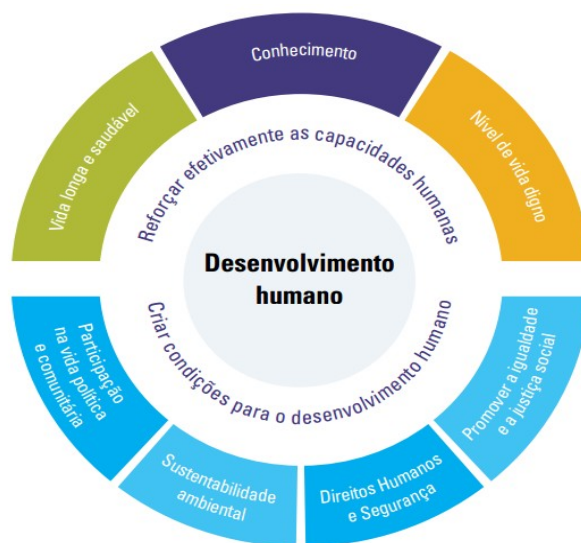 Conhecimento
Vida longa e saudável
Nível de vida digno
Reforçar efetivamente as capacidades humanas
Desenvolvimento
humano
Criar condições para o desenvolvimento humano
Participação
na vida política
e comunitária
Sustentabilidade
ambiental
Direitos Humanos
e Segurança
Promover a igualdade
e a justiça social